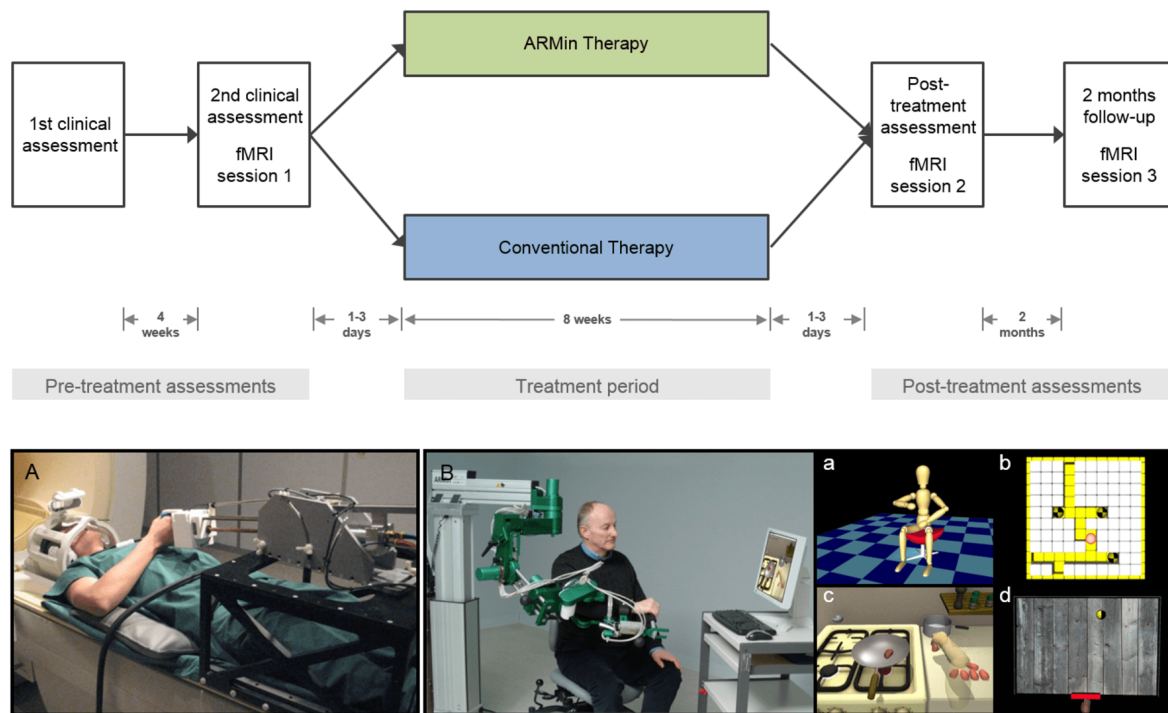 ARMin Therapy
1st clinical
assessment
2nd clinical
assessment
fMRI
session 1
Post-
treatment
assessment
fMRI
session 2
2 months
follow-up
fMRI
session 3
Conventional Therapy
4
weeks
1-3
days
8 weeks
1-3
days
2
months
Pre-treatment assessments
Treatment period
Post-treatment assessments
A
B
a
b
c
d